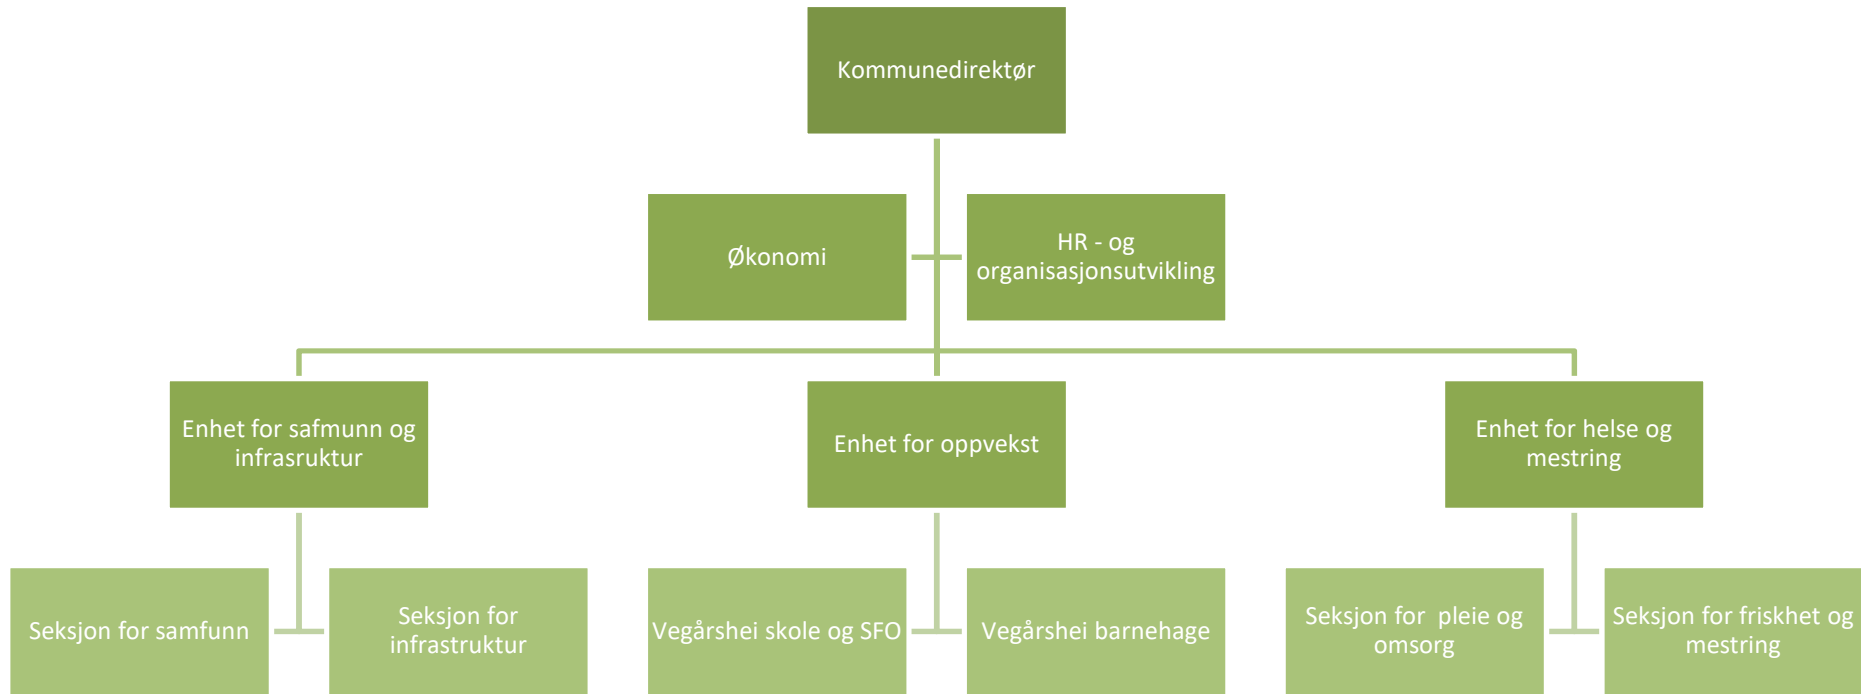 Kommunedirektør
Økonomi
HR - og
organisasjonsutvikling
Enhet for safmunn og
infrasruktur
Enhet for oppvekst
Enhet for helse og
mestring
Seksjon for samfunn
Seksjon for
infrastruktur
Vegårshei skole og SFO
Vegårshei barnehage
Seksjon for  pleie og
omsorg
Seksjon for friskhet og
mestring